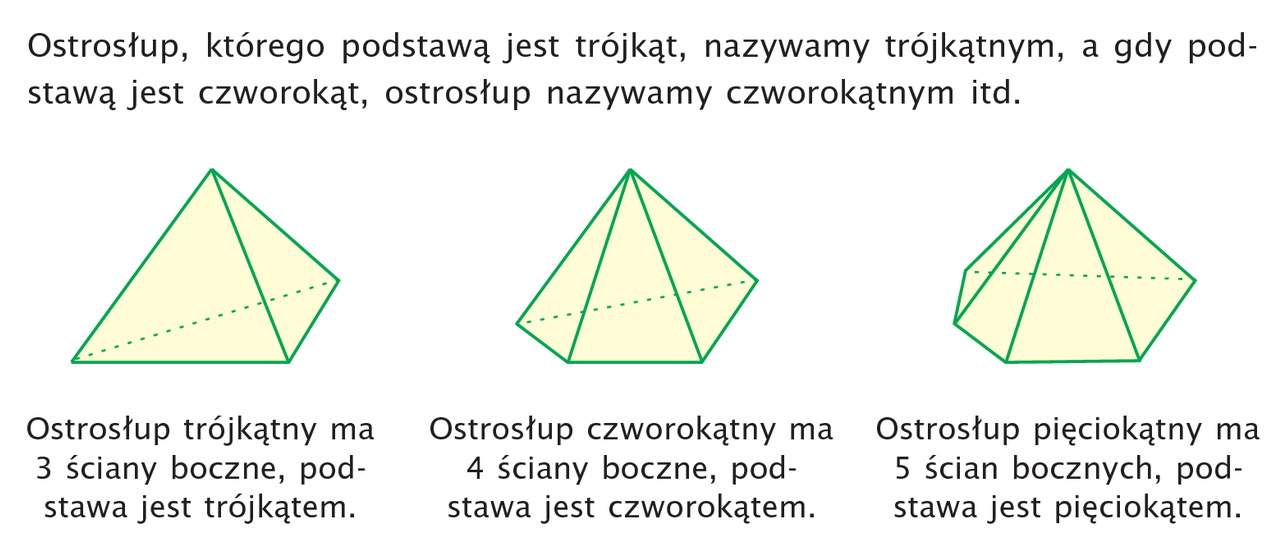 Ostrosłup, którego podstawą jest trójkąt, nazywamy trójkątnym, a gdy pod-
stawą jest czworokąt, ostrosłup nazywamy czworokątnym itd.
Ostrosłup trójkątny ma
3 ściany boczne, pod-
stawa jest trójkątem.
Ostrosłup czworokątny ma
4 ściany boczne, pod-
stawa jest czworokątem.
Ostrosłup pięciokątny ma
5 ścian bocznych, pod-
stawa jest pięciokątem.